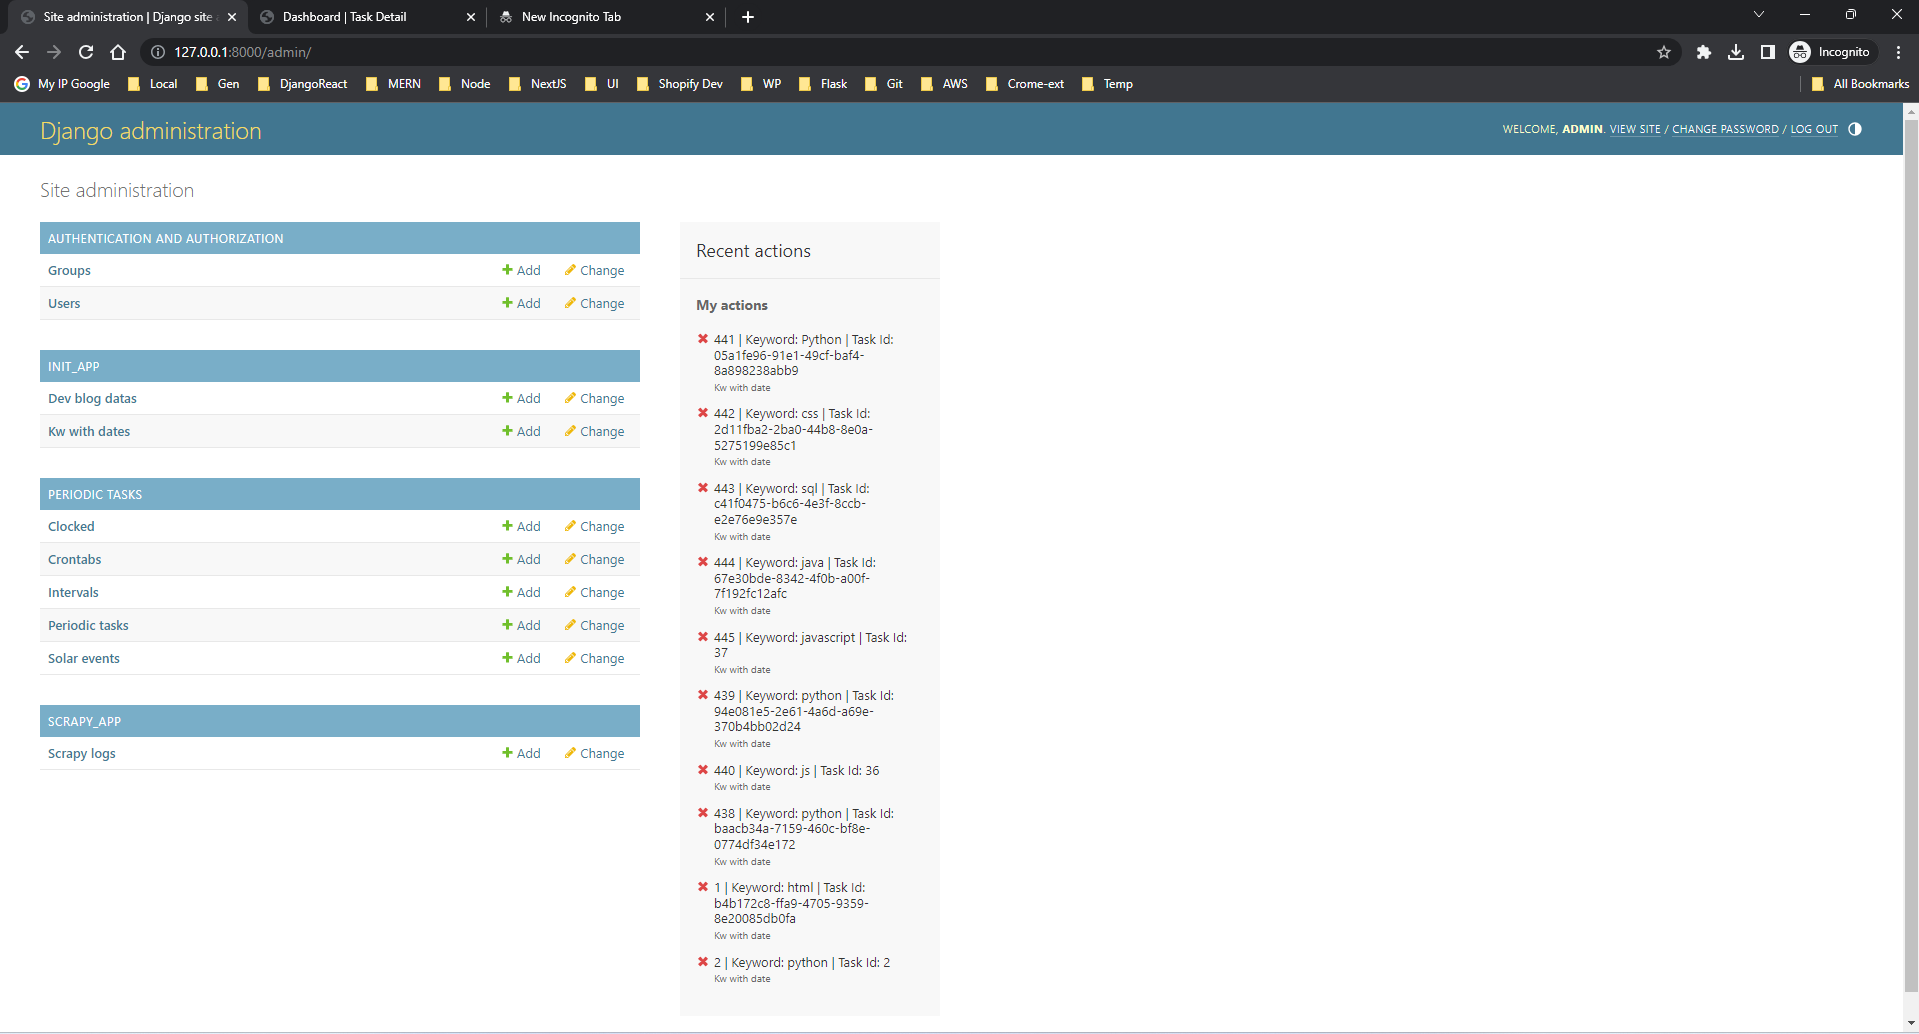 Site administration | Django site
Dashboard | Task Detail
New Incognito Tab
127.0.0.1:8000/admin/
Incognito
My IP Google
Local
Gen
DjangoReact
MERN
Node
NextJS
UI
Shopify Dev
WP
Flask
Git
AWS
Crome-ext
Temp
All Bookmarks
Django administration
WELCOME, ADMIN. VIEW SITE / CHANGE PASSWORD / LOG OUT
Site administration
AUTHENTICATION AND AUTHORIZATION
Groups Add Change
Users Add Change
INIT_APP
Dev blog datas Add Change
Kw with dates Add Change
PERIODIC TASKS
Clocked Add Change
Crontabs Add Change
Intervals Add Change
Periodic tasks Add Change
Solar events Add Change
SCRAPY_APP
Scrapy logs Add Change
Recent actions
My actions
441 | Keyword: Python | Task Id:
05a1fe96-91e1-49cf-baf4-
8a898238abb9
Kw with date
442 | Keyword: css | Task Id:
2d11fba2-2ba0-44b8-8e0a-
5275199e85c1
Kw with date
443 | Keyword: sql | Task Id:
c41f0475-b6c6-4e3f-8ccb-
e2e76e9e357e
Kw with date
444 | Keyword: java | Task Id:
67e30bde-8342-4f0b-a00f-
7f192fc12afc
Kw with date
445 | Keyword: javascript | Task Id:
37
Kw with date
439 | Keyword: python | Task Id:
94e081e5-2e61-4a6d-a69e-
370b4bb02d24
Kw with date
440 | Keyword: js | Task Id: 36
Kw with date
438 | Keyword: python | Task Id:
baacb34a-7159-460c-bf8e-
0774df34e172
Kw with date
1 | Keyword: html | Task Id:
b4b172c8-ffa9-4705-9359-
8e20085db0fa
Kw with date
2 | Keyword: python | Task Id: 2
Kw with date